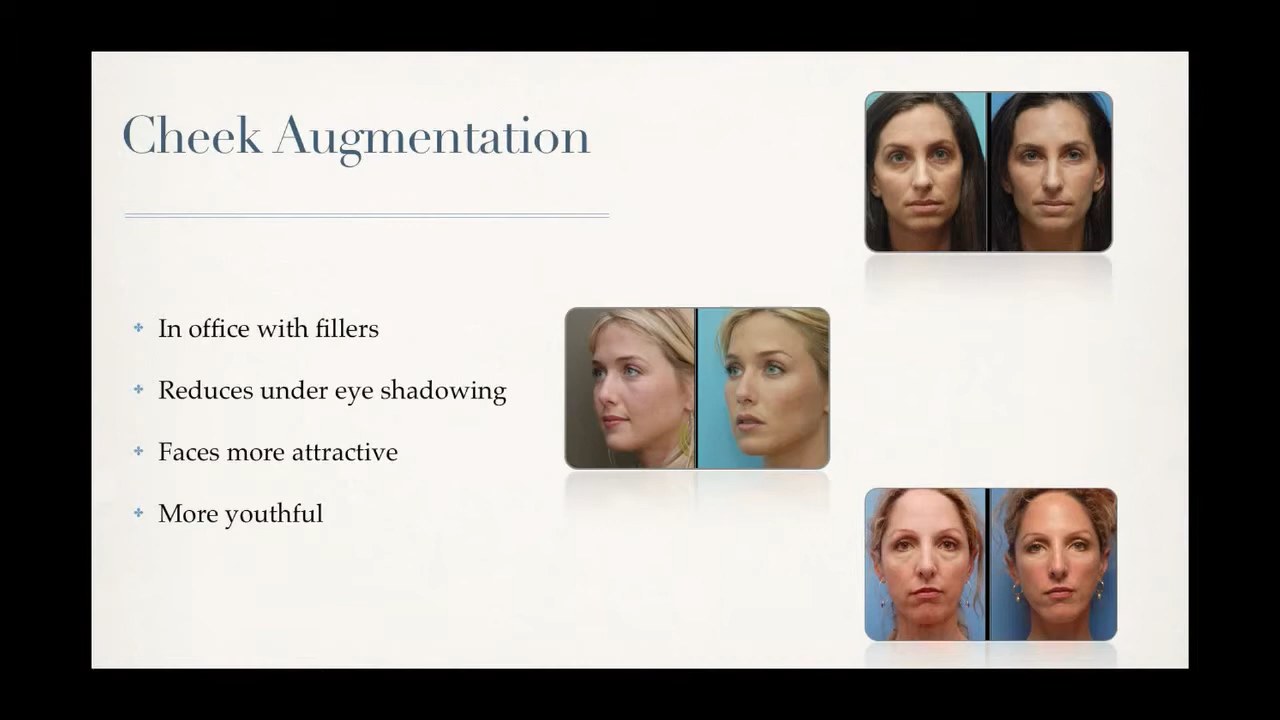 Cheek Augmentation
In office with fillers
Reduces under eye shadowing
Faces more attractive
More youthful